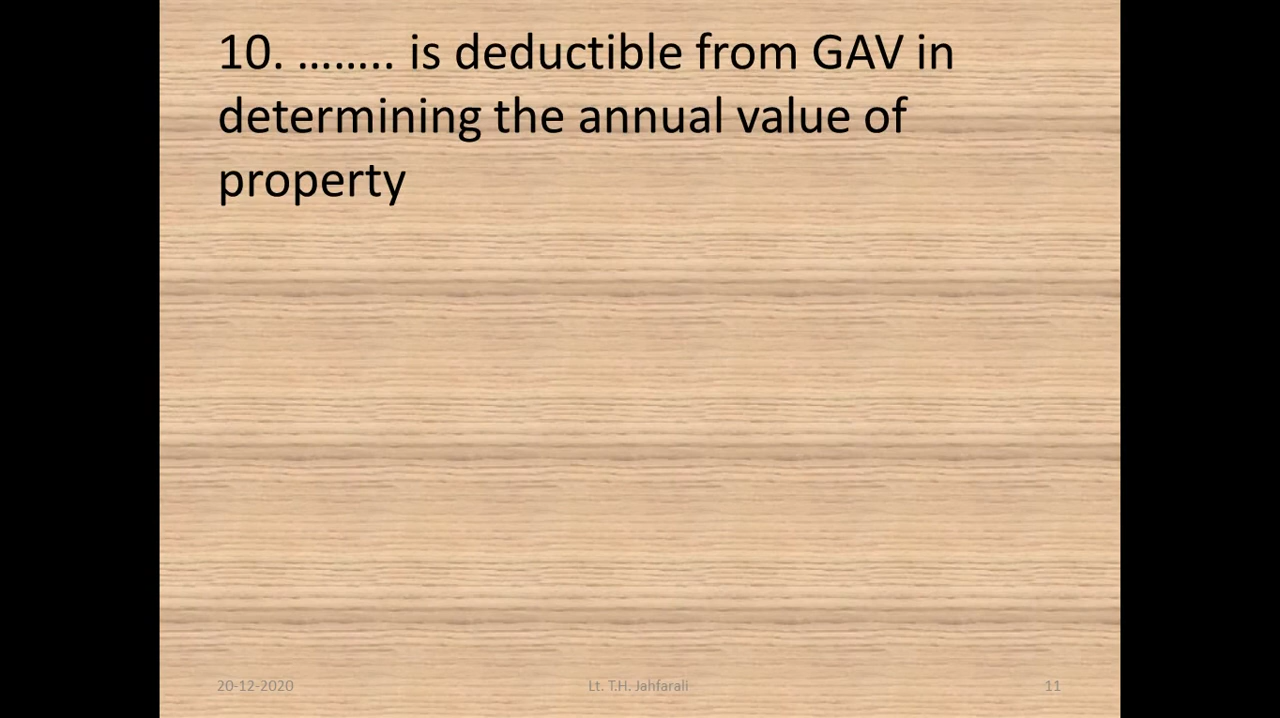 10. …….. is deductible from GAV in
determining the annual value of
property
20-12-2020
Lt. T.H. Jahfarali
11